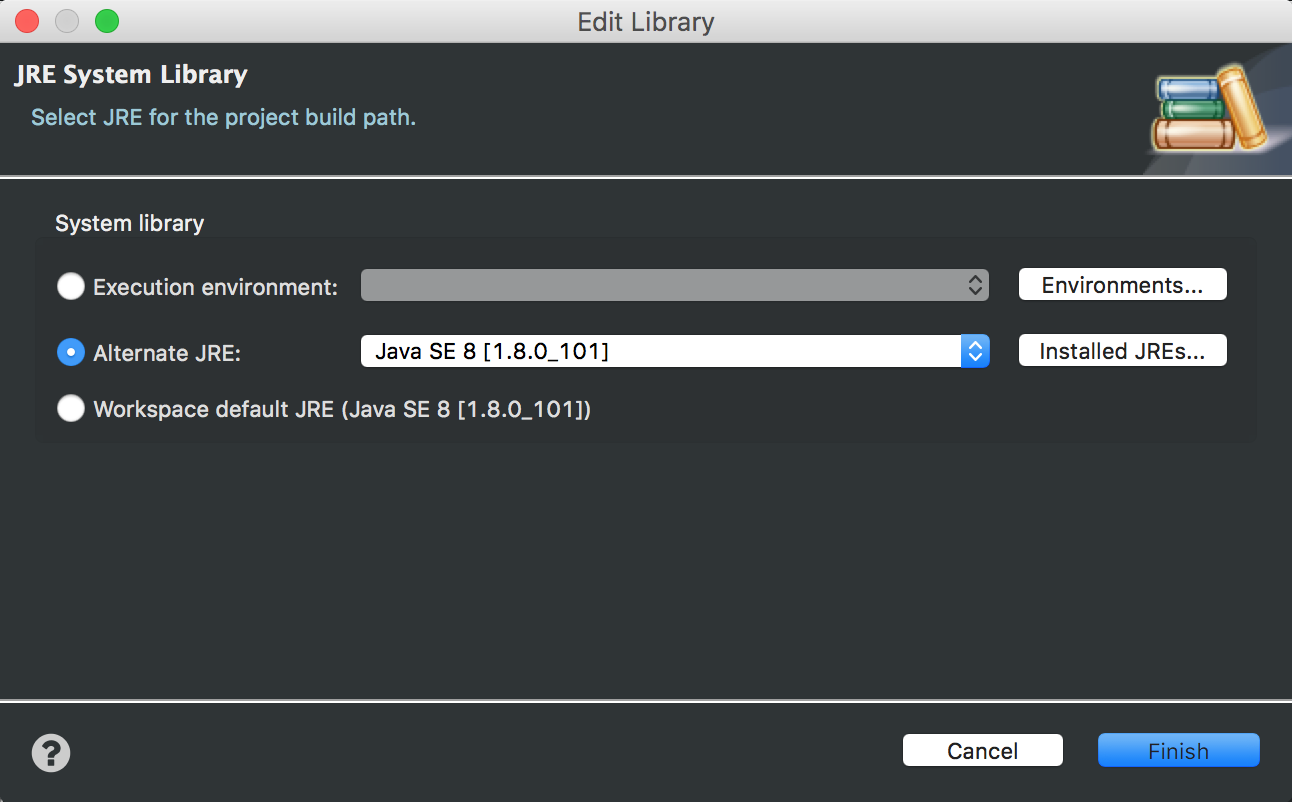 Edit Library
JRE System Library
Select JRE for the project build path.
System library
Execution environment:
Environments...
Alternate JRE:
Java SE 8 [1.8.0_101]
Installed JREs...
Workspace default JRE (Java SE 8 [1.8.0_101])
?
Cancel
Finish